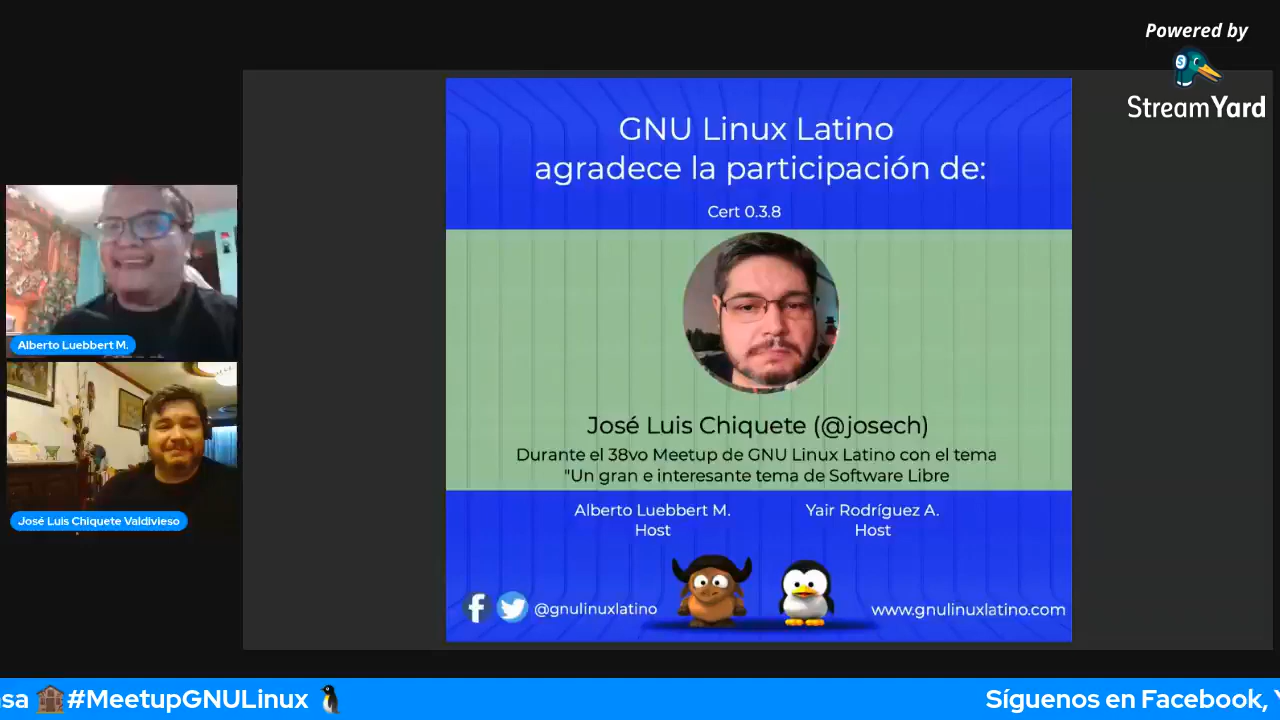 Powered by
StreamYard
GNU Linux Latino
agradece la participación de:
Cert 0.3.8
Alberto Luebbert M.
José Luis Chiquete Valdivieso
José Luis Chiquete (@josech)
Durante el 38vo Meetup de GNU Linux Latino con el tema
"Un gran e interesante tema de Software Libre
Alberto Luebbert M.
Host
Yair Rodríguez A.
Host
@gnulinuxlatino
www.gnulinuxlatino.com
sa 🏚️#MeetupGNULinux 🐧
Síguenos en Facebook, Y